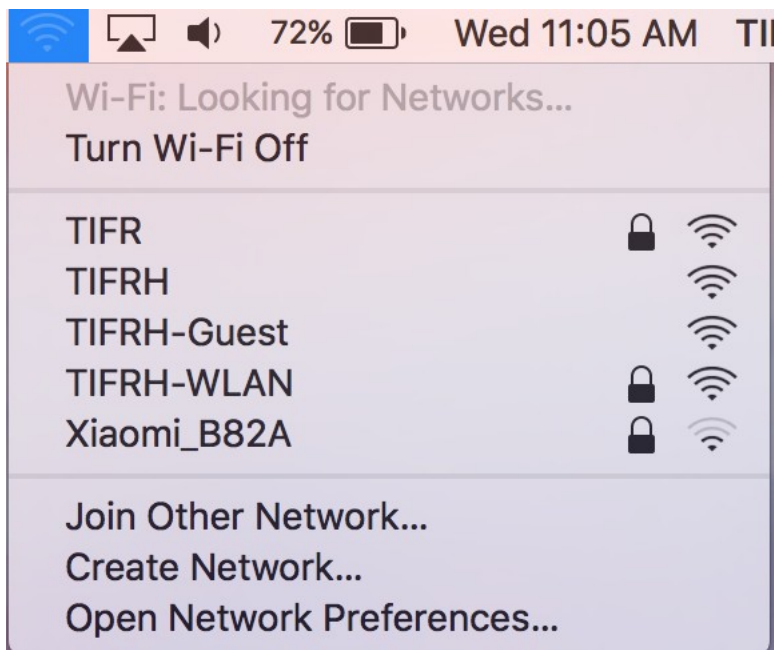 72% Wed 11:05 AM TI
Wi-Fi: Looking for Networks...
Turn Wi-Fi Off
TIFR
TIFRH
TIFRH-Guest
TIFRH-WLAN
Xiaomi_B82A
Join Other Network...
Create Network...
Open Network Preferences...